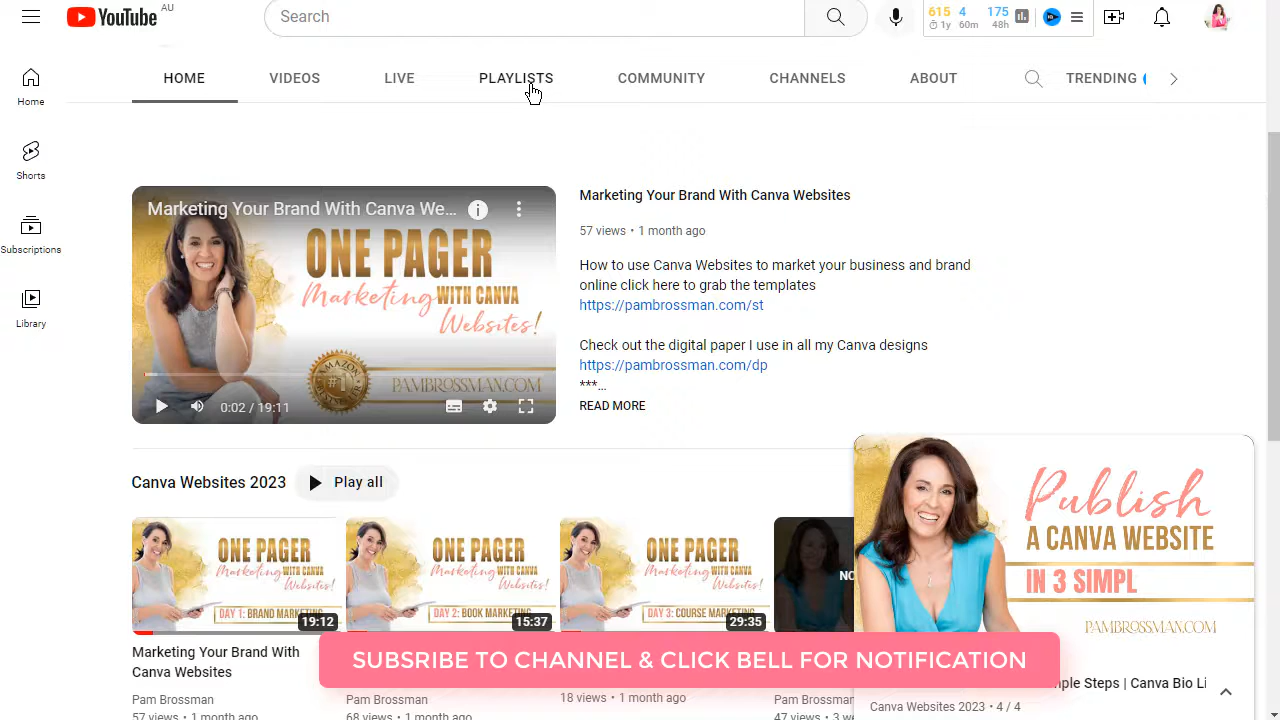 YouTube AU
Search
615 4 175
1y 60m 48h
HOME VIDEOS LIVE PLAYLISTS COMMUNITY CHANNELS ABOUT TRENDING
Home
Shorts
Subscriptions
Library
Marketing Your Brand With Canva We...
ONE PAGER
Marketing WITH CANVA
Websites!
AMAZON
#1
PAMBROSSMAN.COM
0:02 / 19:11
Marketing Your Brand With Canva Websites
57 views • 1 month ago
How to use Canva Websites to market your business and brand
online click here to grab the templates
https://pambrossman.com/st
Check out the digital paper I use in all my Canva designs
https://pambrossman.com/dp
***...
READ MORE
Canva Websites 2023 Play all
ONE PAGER
Marketing WITH CANVA
Websites!
DAY 1: BRAND MARKETING
19:12
ONE PAGER
Marketing WITH CANVA
Websites!
DAY 2: BOOK MARKETING
15:37
ONE PAGER
Marketing WITH CANVA
Websites!
DAY 3: COURSE MARKETING
29:35
NO
Marketing Your Brand With
Canva Websites
Pam Brossman
57 views • 1 month ago
Pam Brossman
68 views • 1 month ago
18 views • 1 month ago
Pam Brossman
47 views • 3 we
Publish
A CANVA WEBSITE
IN 3 SIMPL
PAMBROSSMAN.COM
mple Steps | Canva Bio Li
Canva Websites 2023 • 4 / 4
SUBSRIBE TO CHANNEL & CLICK BELL FOR NOTIFICATION